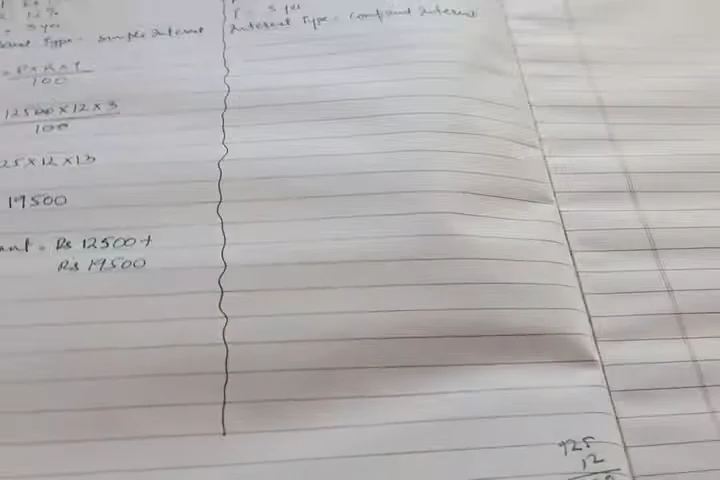 12%
3 yrs
Type - Simple Interest
= P × R × T
100
12500 × 12 × 3
100
25 × 12 × 13
19500
= Rs 12500 +
Rs 19500
T = 3 yrs
Interest Type - Compound Interest
125
12